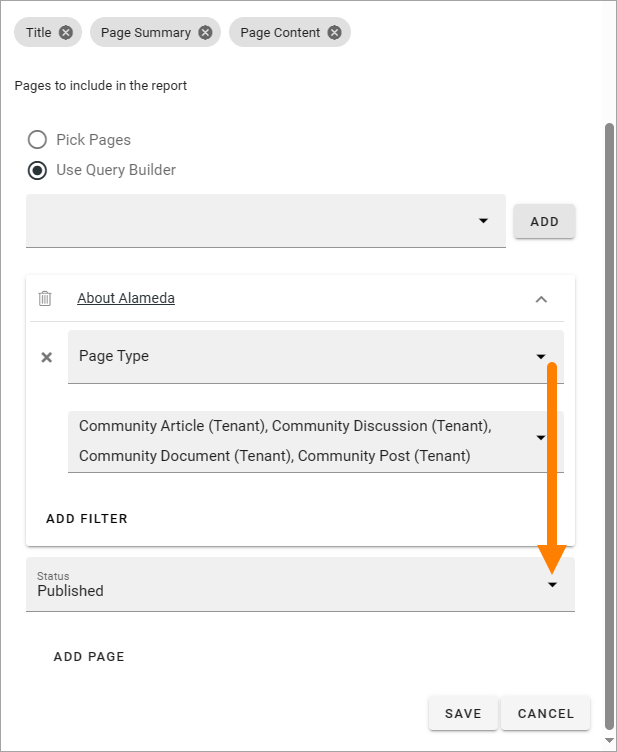 Title Page Summary Page Content
Pages to include in the report
Pick Pages
Use Query Builder
ADD
About Alameda
Page Type
Community Article (Tenant), Community Discussion (Tenant),
Community Document (Tenant), Community Post (Tenant)
ADD FILTER
Status
Published
ADD PAGE
SAVE CANCEL